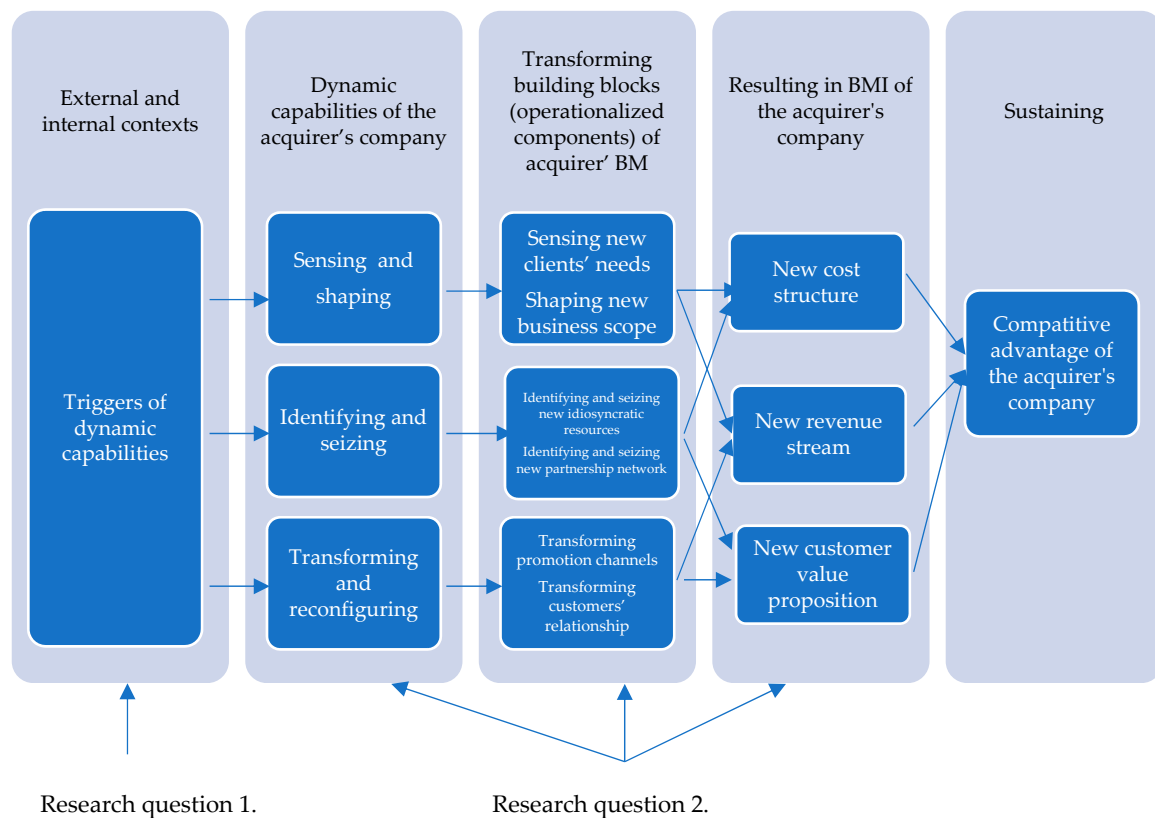 External and
internal contexts
Dynamic
capabilities of the
acquirer’s company
Transforming
building blocks
(operationalized
components) of
acquirer’ BM
Resulting in BMI of
the acquirer's
company
Sustaining
Triggers of
dynamic
capabilities
Sensing and
shaping
Identifying and
seizing
Transforming
and
reconfiguring
Sensing new
clients’ needs
Shaping new
business scope
Identifying and seizing
new idiosyncratic
resources
Identifying and seizing
new partnership network
Transforming
promotion channels
Transforming
customers’
relationship
New cost
structure
New revenue
stream
New customer
value
proposition
Compatitive
advantage of
the acquirer's
company
Research question 1.
Research question 2.